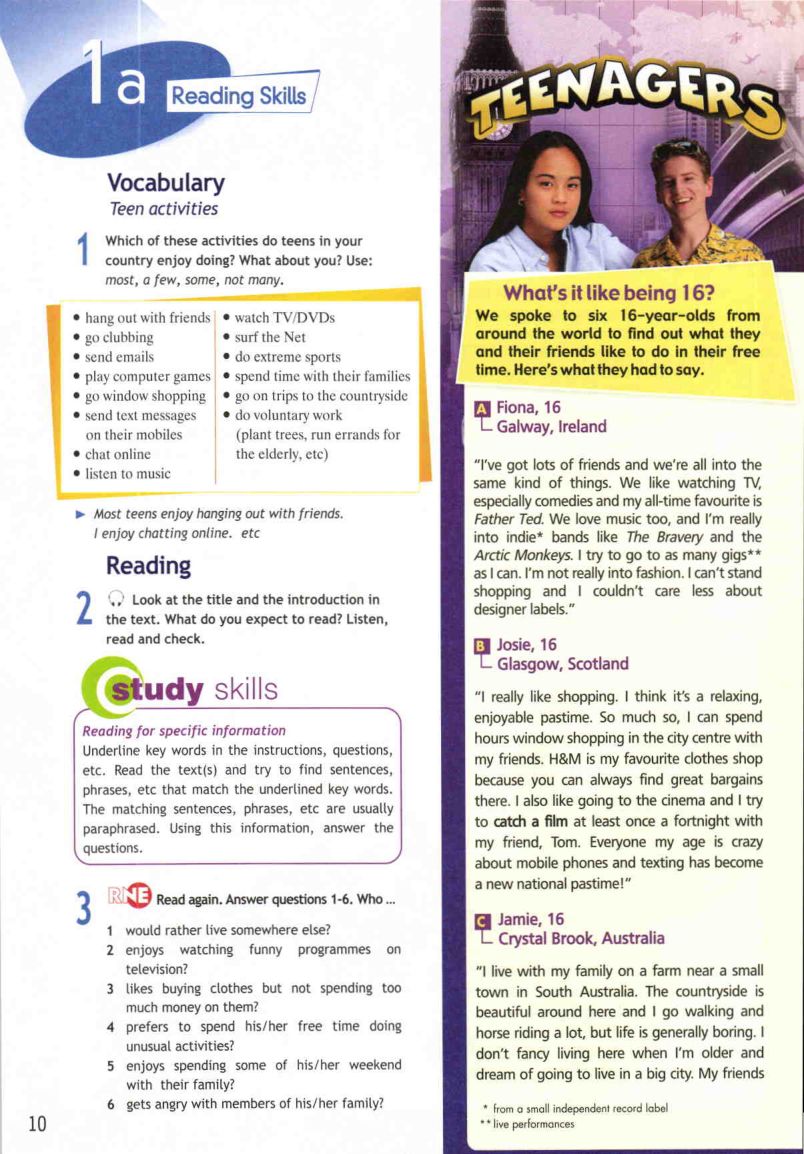 1a Reading Skills
Vocabulary
Teen activities
1 Which of these activities do teens in your
country enjoy doing? What about you? Use:
most, a few, some, not many.
• hang out with friends
• go clubbing
• send emails
• play computer games
• go window shopping
• send text messages
on their mobiles
• chat online
• listen to music
• watch TV/DVDs
• surf the Net
• do extreme sports
• spend time with their families
• go on trips to the countryside
• do voluntary work
(plant trees, run errands for
the elderly, etc)
► Most teens enjoy hanging out with friends.
I enjoy chatting online. etc
Reading
2 Look at the title and the introduction in
the text. What do you expect to read? Listen,
read and check.
study skills
Reading for specific information
Underline key words in the instructions, questions,
etc. Read the text(s) and try to find sentences,
phrases, etc that match the underlined key words.
The matching sentences, phrases, etc are usually
paraphrased. Using this information, answer the
questions.
3 RNE Read again. Answer questions 1-6. Who ...
1 would rather live somewhere else?
2 enjoys watching funny programmes on
television?
3 likes buying clothes but not spending too
much money on them?
4 prefers to spend his/her free time doing
unusual activities?
5 enjoys spending some of his/her weekend
with their family?
6 gets angry with members of his/her family?
10
TEENAGERS
What's it like being 16?
We spoke to six 16-year-olds from
around the world to find out what they
and their friends like to do in their free
time. Here's what they had to say.
A Fiona, 16
Galway, Ireland
"I've got lots of friends and we're all into the
same kind of things. We like watching TV,
especially comedies and my all-time favourite is
Father Ted. We love music too, and I'm really
into indie* bands like The Bravery and the
Arctic Monkeys. I try to go to as many gigs**
as I can. I'm not really into fashion. I can't stand
shopping and I couldn't care less about
designer labels."
B Josie, 16
Glasgow, Scotland
"I really like shopping. I think it's a relaxing,
enjoyable pastime. So much so, I can spend
hours window shopping in the city centre with
my friends. H&M is my favourite clothes shop
because you can always find great bargains
there. I also like going to the cinema and I try
to catch a film at least once a fortnight with
my friend, Tom. Everyone my age is crazy
about mobile phones and texting has become
a new national pastime!"
C Jamie, 16
Crystal Brook, Australia
"I live with my family on a farm near a small
town in South Australia. The countryside is
beautiful around here and I go walking and
horse riding a lot, but life is generally boring. I
don't fancy living here when I'm older and
dream of going to live in a big city. My friends
* from a small independent record label
** live performances